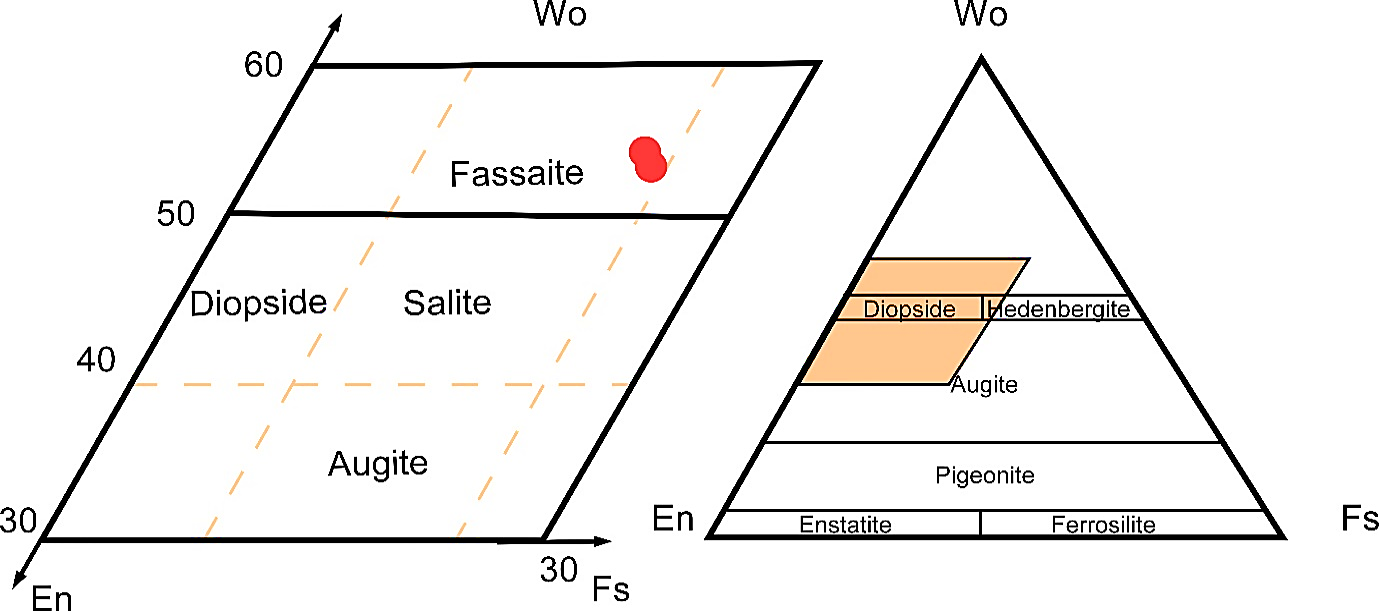 Wo
60
Fassaite
50
Diopside
Salite
40
Augite
30
30
En
Fs
Wo
Diopside
Hedenbergite
Augite
Pigeonite
En
Enstatite
Ferrosilite
Fs